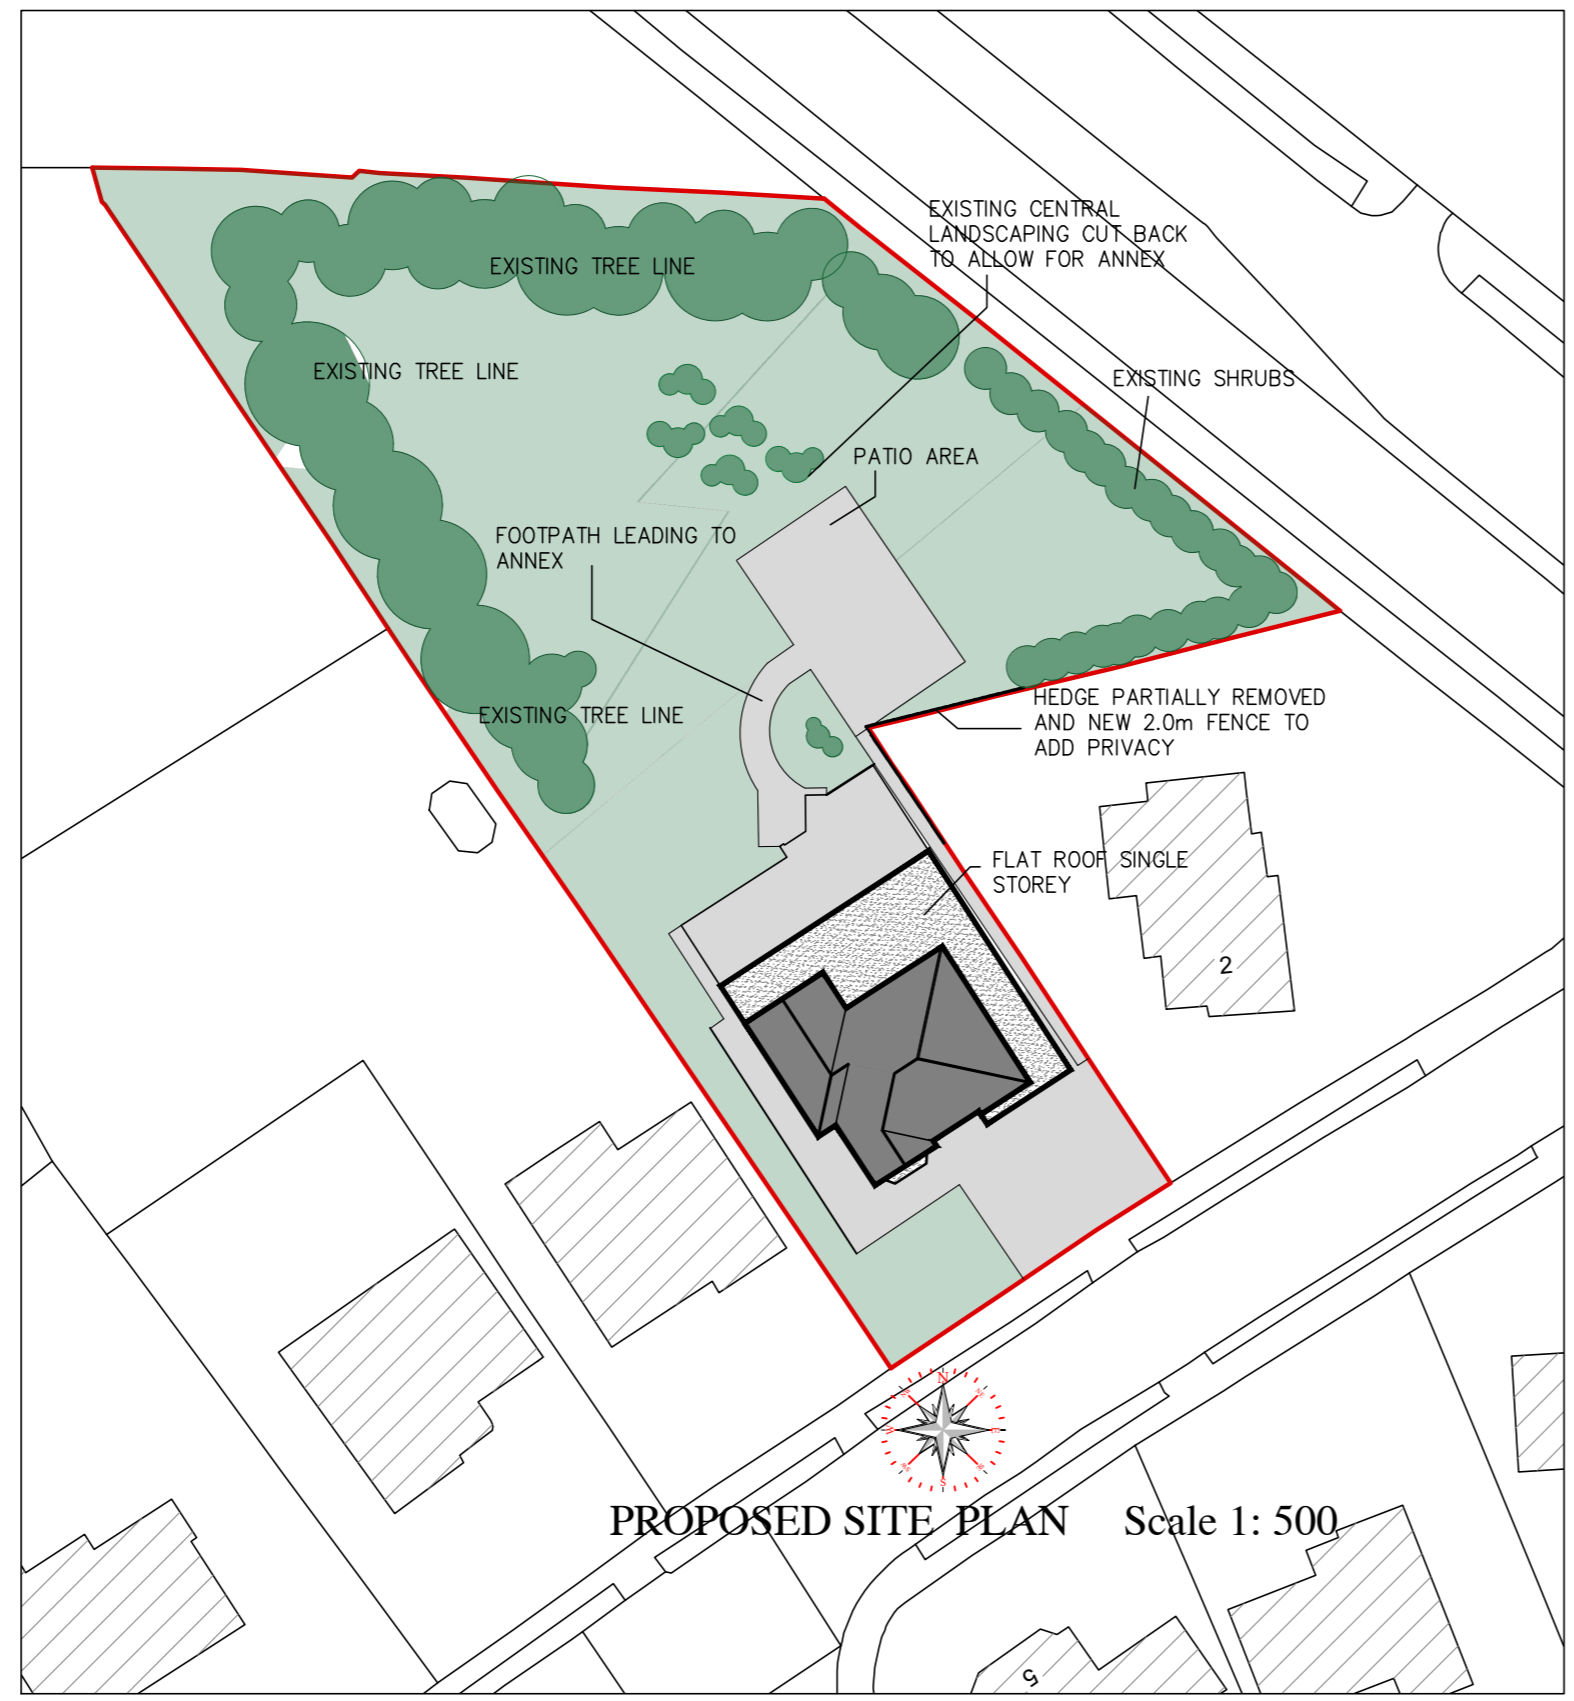 EXISTING CENTRAL
LANDSCAPING CUT BACK
TO ALLOW FOR ANNEX
EXISTING TREE LINE
EXISTING TREE LINE
EXISTING SHRUBS
PATIO AREA
FOOTPATH LEADING TO
ANNEX
EXISTING TREE LINE
HEDGE PARTIALLY REMOVED
AND NEW 2.0m FENCE TO
ADD PRIVACY
FLAT ROOF SINGLE
STOREY
2
N
NE
E
S
W
PROPOSED SITE PLAN Scale 1: 500
5